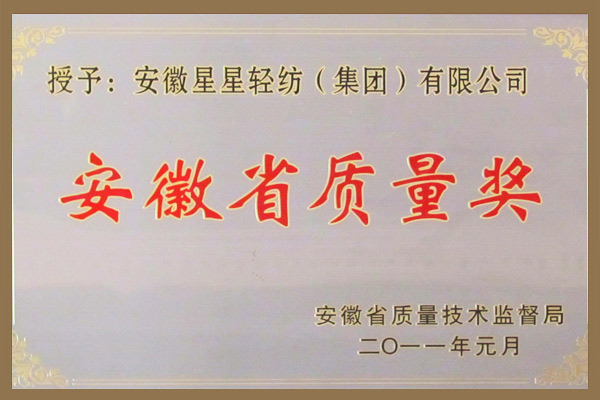 授予：安徽星星轻纺（集团）有限公司
安徽省质量奖
安徽省质量技术监督局
二〇一一年元月